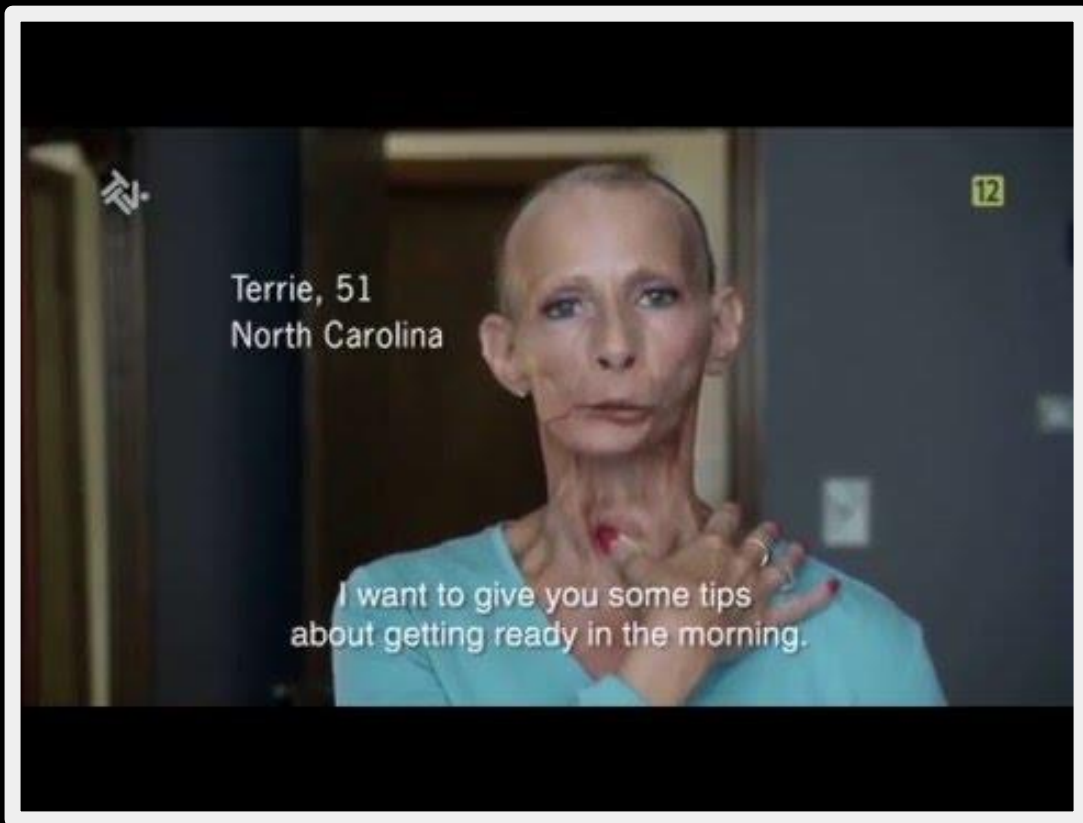 12
Terrie, 51
North Carolina
I want to give you some tips
about getting ready in the morning.